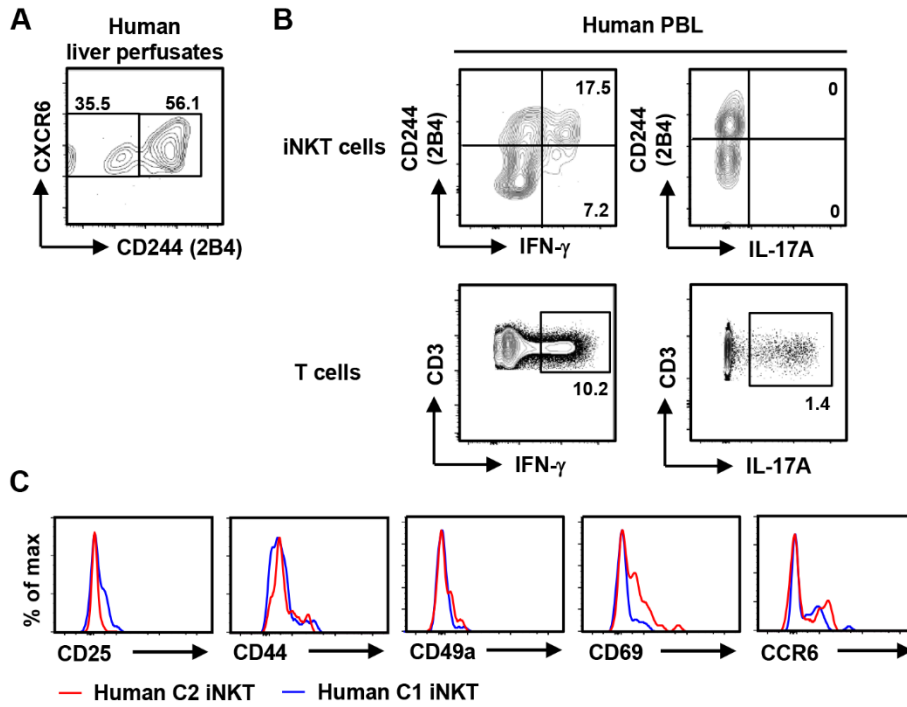 A
Human
liver perfusates
CXCR6
35.5
56.1
CD244 (2B4)
B
Human PBL
iNKT cells
CD244
(2B4)
17.5
7.2
IFN-γ
CD244
(2B4)
0
0
IL-17A
T cells
CD3
10.2
IFN-γ
CD3
1.4
IL-17A
C
% of max
CD25
CD44
CD49a
CD69
CCR6
Human C2 iNKT
Human C1 iNKT